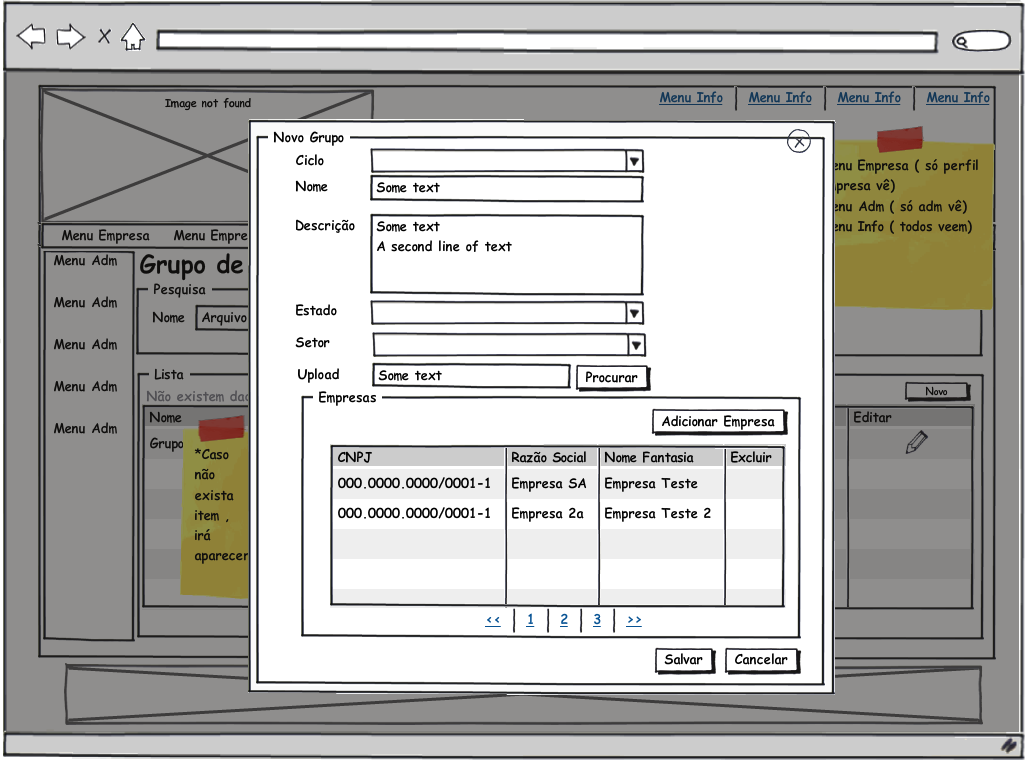 Image not found
Menu Info
Menu Info
Menu Info
Menu Info
enu Empresa ( só perfil
presa vê)
enu Adm ( só adm vê)
enu Info ( todos veem)
Menu Empresa
Menu Empre
Menu Adm
Menu Adm
Menu Adm
Menu Adm
Menu Adm
Grupo de
Pesquisa
Nome
Arquivo
Lista
Não existem dad
Novo
Nome
Editar
Grupo
*Caso
não
exista
item ,
irá
aparecer
Novo Grupo
X
Ciclo
Nome
Some text
Descrição
Some text
A second line of text
Estado
Setor
Upload
Some text
Procurar
Empresas
Adicionar Empresa
CNPJ Razão Social Nome Fantasia Excluir
000.0000.0000/0001-1 Empresa SA Empresa Teste
000.0000.0000/0001-1 Empresa 2a Empresa Teste 2
<< 1 2 3 >>
Salvar
Cancelar